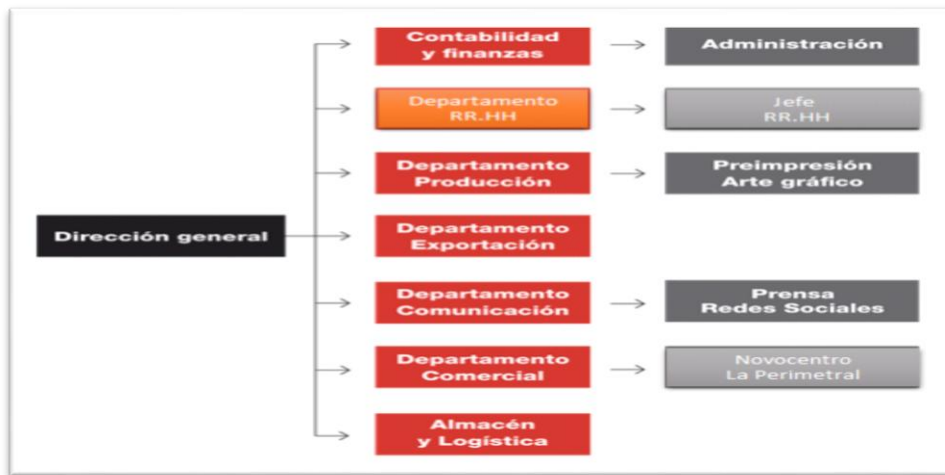 Contabilidad
y finanzas
Administración
Departamento
RR.HH
Jefe
RR.HH
Departamento
Producción
Preimpresión
Arte gráfico
Dirección general
Departamento
Exportación
Departamento
Comunicación
Prensa
Redes Sociales
Departamento
Comercial
Novocentro
La Perimetral
Almacén
y Logística